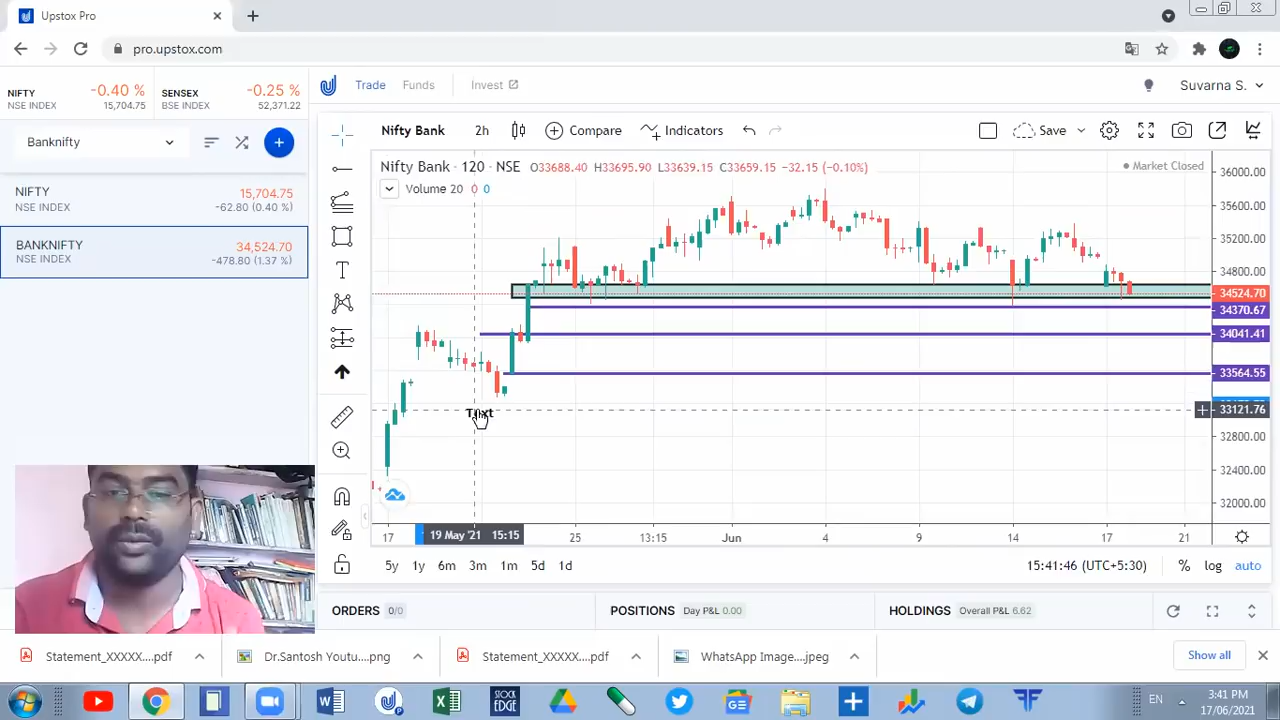 Upstox Pro
pro.upstox.com
NIFTY -0.40 % SENSEX -0.25 %
NSE INDEX 15,704.75 BSE INDEX 52,371.22
Trade Funds Invest
Suvarna S.
Banknifty
Nifty Bank 2h Compare Indicators Save
NIFTY 15,704.75
NSE INDEX -62.80 (0.40 %)
BANKNIFTY 34,524.70
NSE INDEX -478.80 (1.37 %)
Nifty Bank · 120 · NSE O33688.40 H33695.90 L33639.15 C33659.15 -32.15 (-0.10%)
Market Closed
Volume 20 0 0
36000.00
35600.00
35200.00
34800.00
34524.70
34370.67
34041.41
33564.55
33121.76
32800.00
32400.00
32000.00
Text
17 19 May '21 15:15 25 13:15 Jun 4 9 14 17 21
5y 1y 6m 3m 1m 5d 1d
15:41:46 (UTC+5:30) % log auto
ORDERS 0/0 POSITIONS Day P&L 0.00 HOLDINGS Overall P&L 6.62
Statement_XXXXX....pdf Dr.Santosh Youtu....png Statement_XXXXX....pdf WhatsApp Image....jpeg Show all
STOCK EDGE
EN
3:41 PM
17/06/2021